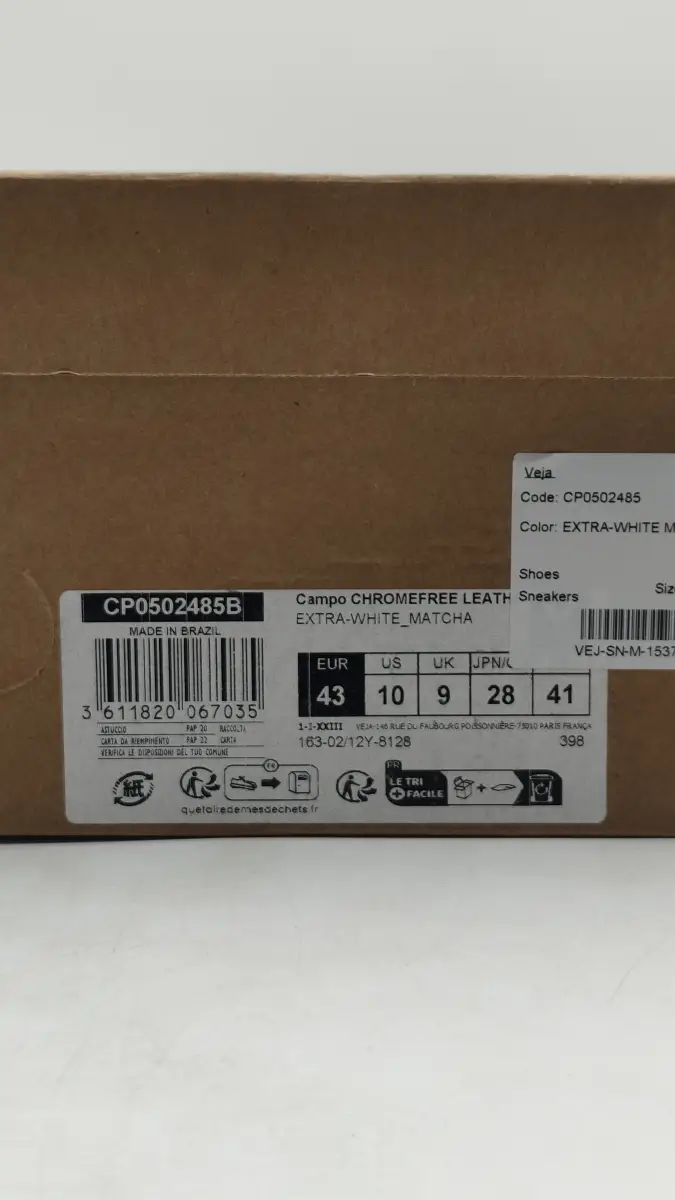 Veja
Code: CP0502485
Color: EXTRA-WHITE M
Shoes
Sneakers
Siz
VEJ-SN-M-1537
CP0502485B
MADE IN BRAZIL
3 611820 067035
ASTUCCIO PAP 20 RACCOLTA
CARTA DA RIEMPIMENTO PAP 22 CARTA
VERIFICA LE DISPOSIZIONI DEL TUO COMUNE
Campo CHROMEFREE LEATH
EXTRA-WHITE_MATCHA
EUR US UK JPN/C
43 10 9 28 41
1-I-XXIII VEJA-146 RUE DU FAUBOURG POISSONNIÈRE-75010 PARIS FRANÇA
163-02/12Y-8128 398
紙
FR
quefairedemesdechets.fr
FR
LE TRI
+ FACILE